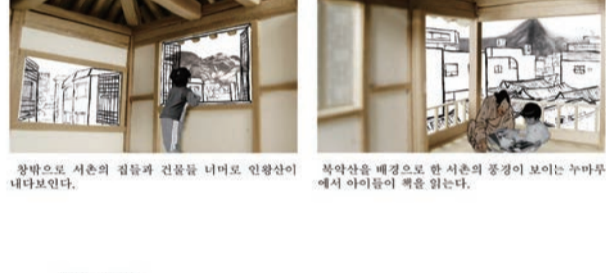 창밖으로 서촌의 집들과 건물들 너머로 인왕산이
내다보인다.
북악산을 배경으로 한 서촌의 풍경이 보이는 누마루
에서 아이들이 책을 읽는다.